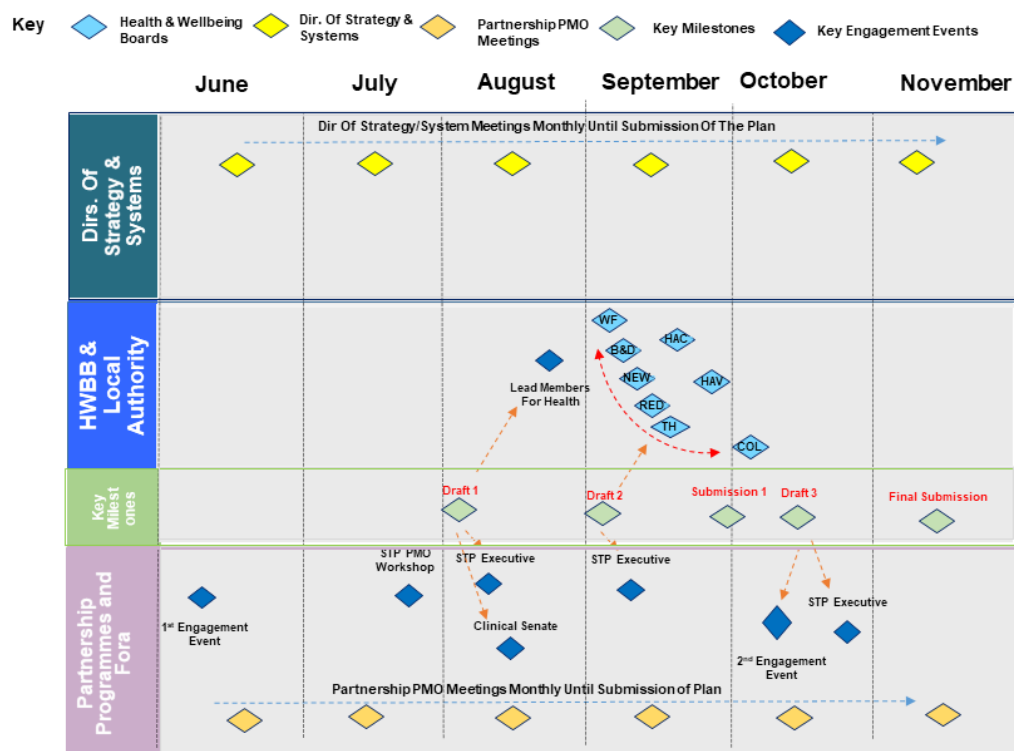 Key
Health & Wellbeing
Boards
Dir. Of Strategy &
Systems
Partnership PMO
Meetings
Key Milestones
Key Engagement Events
June
July
August
September
October
November
Dirs. Of
Strategy &
Systems
Dir Of Strategy/System Meetings Monthly Until Submission Of The Plan
HWBB &
Local
Authority
Lead Members
For Health
WF
B&D
HAC
NEW
HAV
RED
TH
COL
Key
Milest
ones
Draft 1
Draft 2
Submission 1
Draft 3
Final Submission
Partnership
Programmes and
Fora
1st Engagement
Event
STP PMO
Workshop
STP Executive
Clinical Senate
STP Executive
2nd Engagement
Event
STP Executive
Partnership PMO Meetings Monthly Until Submission of Plan